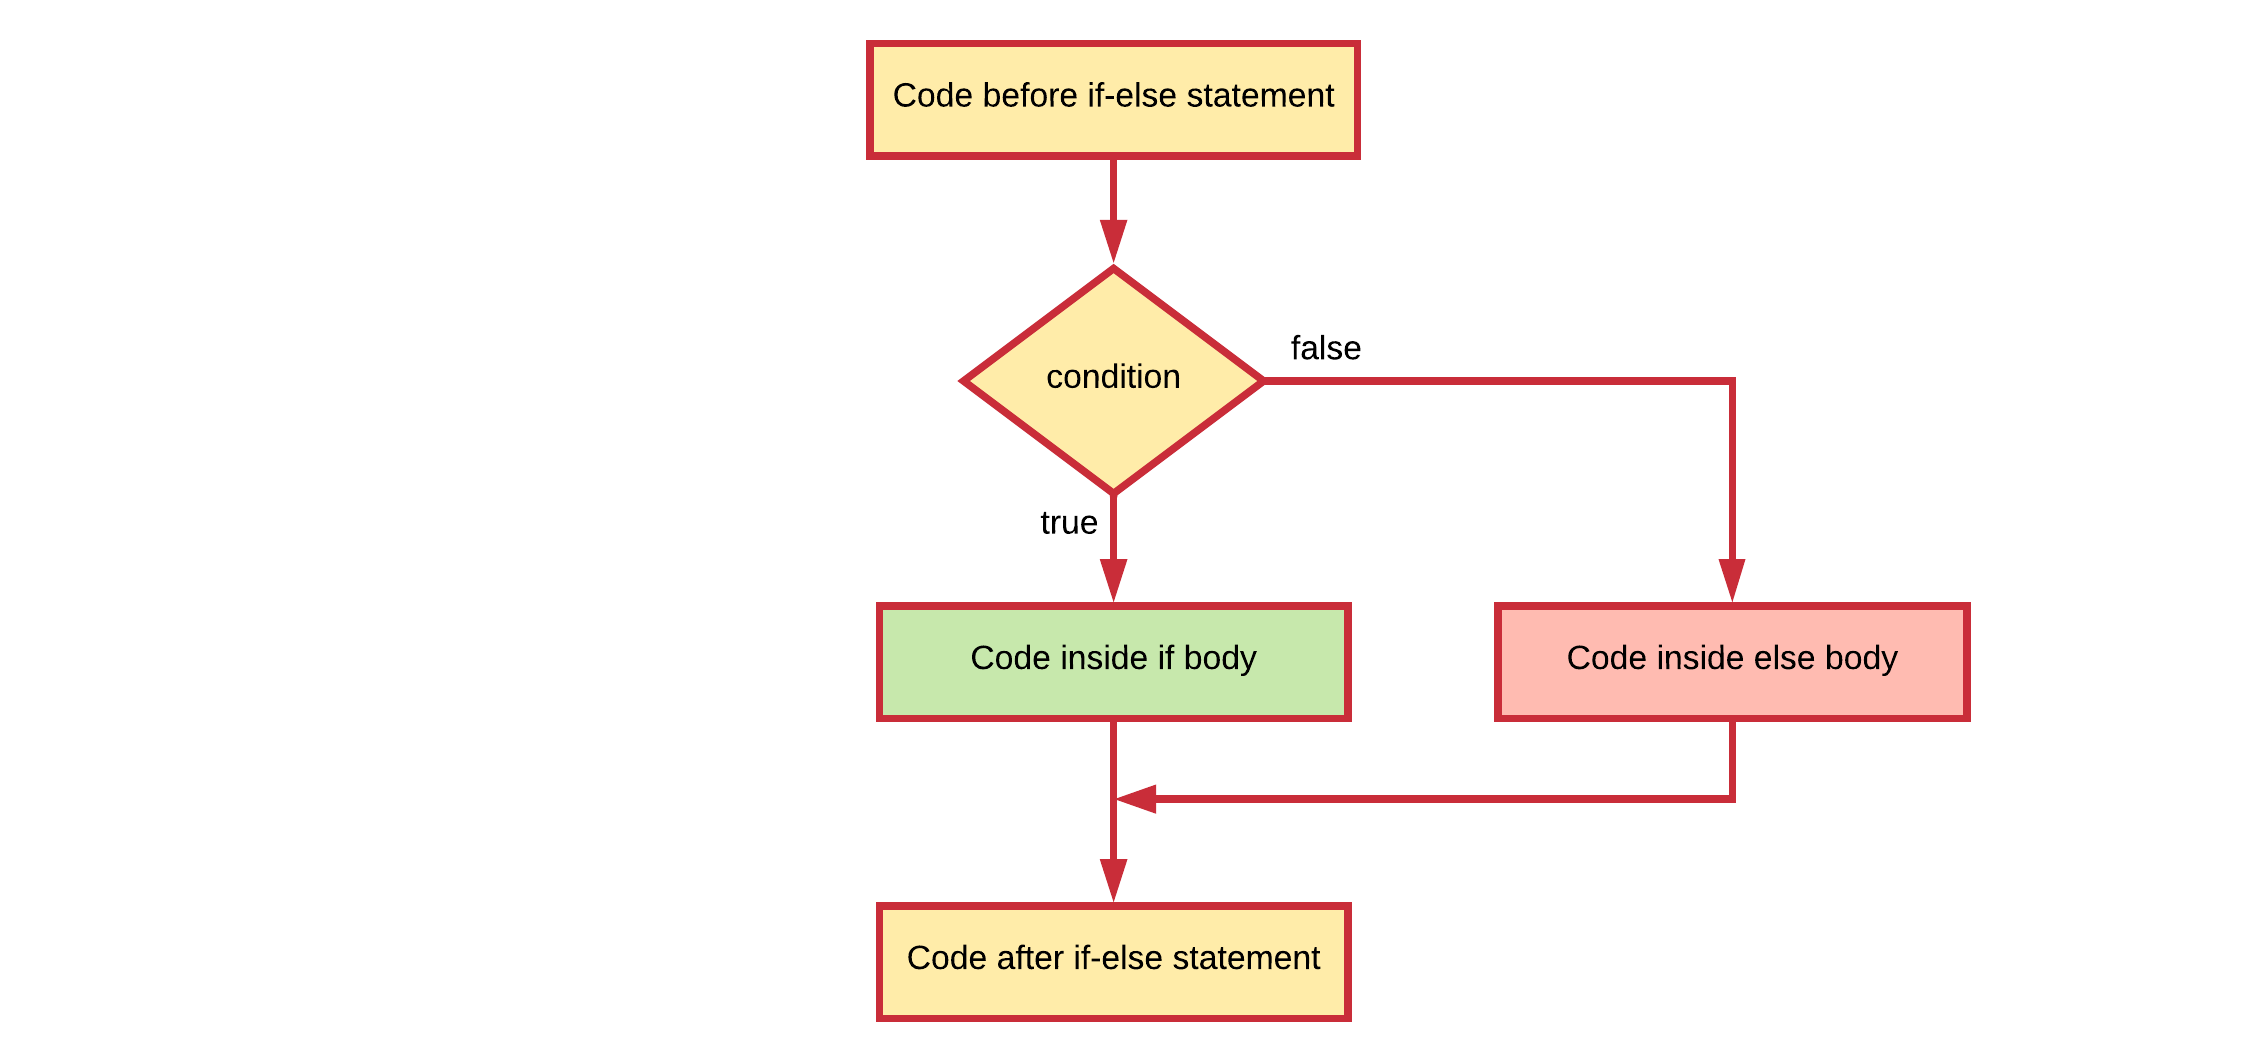 Code before if-else statement
condition
false
true
Code inside if body
Code inside else body
Code after if-else statement